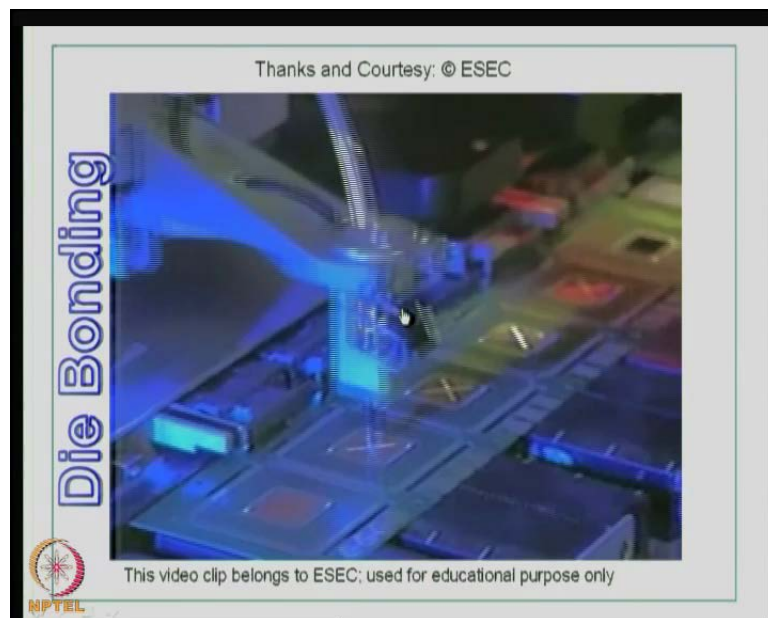 Thanks and Courtesy: © ESEC
Die Bonding
This video clip belongs to ESEC; used for educational purpose only
NPTEL